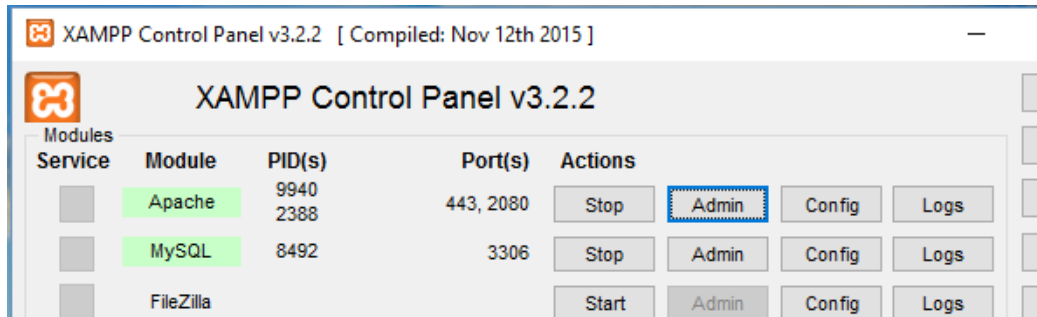 XAMPP Control Panel v3.2.2 [ Compiled: Nov 12th 2015 ]
XAMPP Control Panel v3.2.2
Modules
Service Module PID(s) Port(s) Actions
Apache 9940 2388 443, 2080 Stop Admin Config Logs
MySQL 8492 3306 Stop Admin Config Logs
FileZilla Start Admin Config Logs